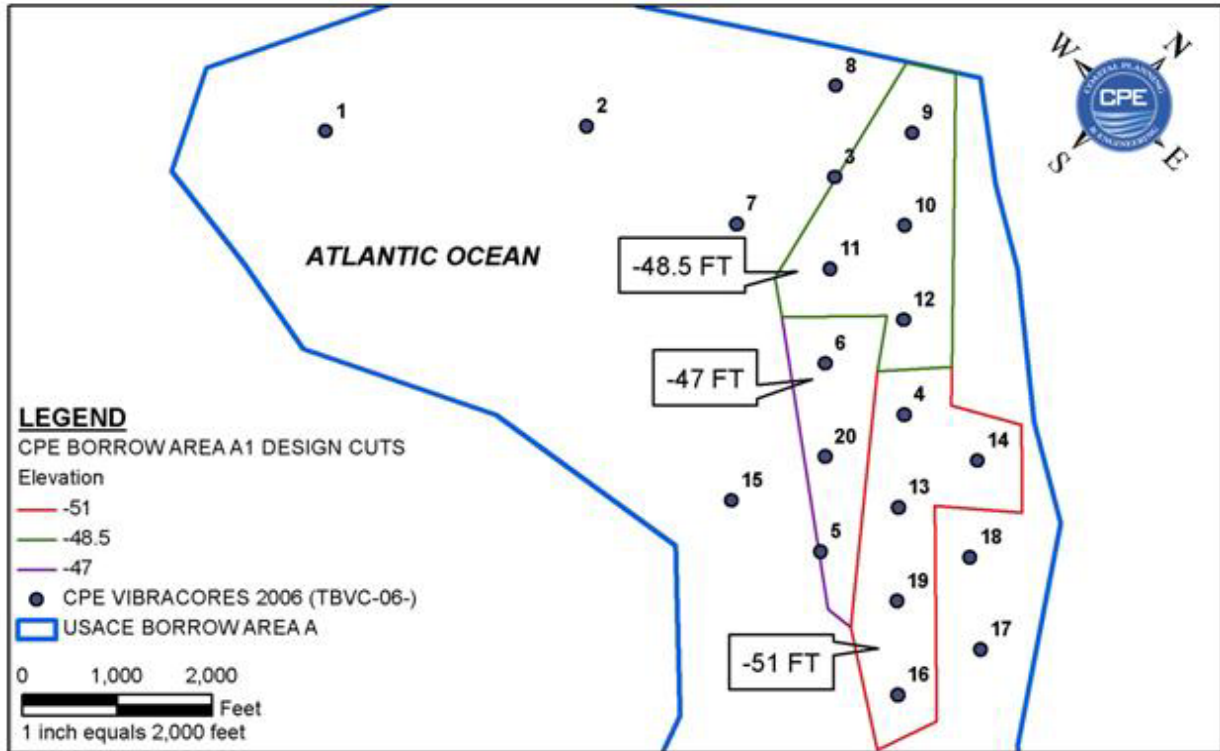 8
W
N
COASTAL PLANNING
CPE
& ENGINEERING
S
E
1
2
9
3
7
10
ATLANTIC OCEAN
-48.5 FT
11
12
6
-47 FT
4
LEGEND
CPE BORROW AREA A1 DESIGN CUTS
Elevation
-51
-48.5
-47
CPE VIBRACORES 2006 (TBVC-06-)
USACE BORROW AREA A
0 1,000 2,000
Feet
1 inch equals 2,000 feet
20
14
15
13
5
18
19
17
-51 FT
16